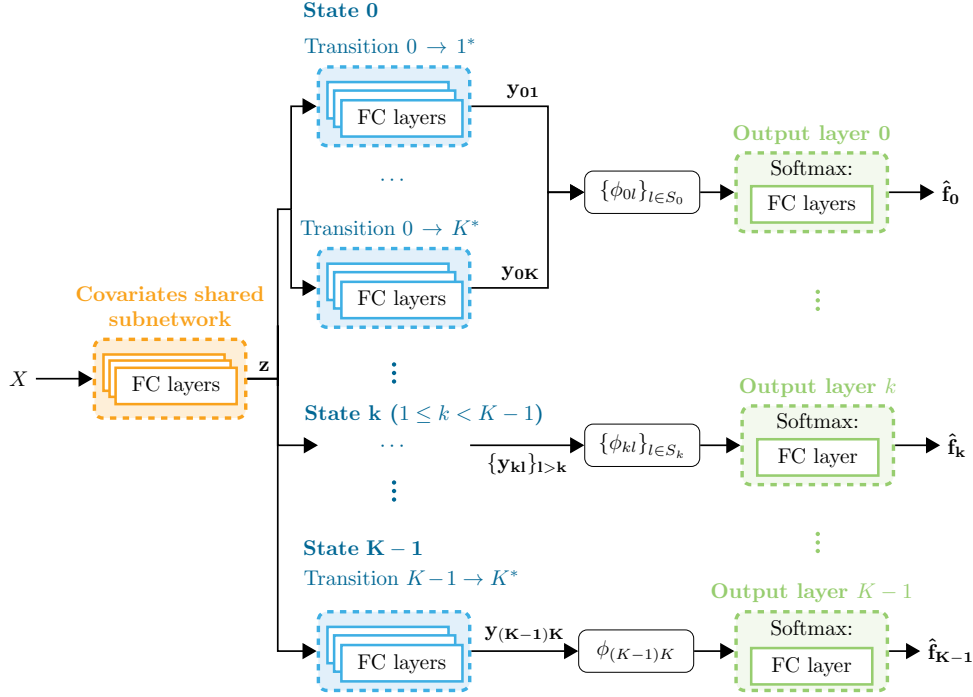 State 0
Transition 0 → 1*
FC layers
y₀₁
...
Transition 0 → K*
FC layers
y₀K
{ϕ₀ₗ}ₗ∈S₀
Output layer 0
Softmax:
FC layers
f̂₀
⋮
Covariates shared
subnetwork
X
FC layers
z
⋮
State k (1 ≤ k < K − 1)
...
{yₖₗ}ₗ>ₖ
{ϕₖₗ}ₗ∈Sₖ
Output layer k
Softmax:
FC layer
f̂ₖ
⋮
⋮
State K − 1
Transition K − 1 → K*
FC layers
y(K−1)K
ϕ(K−1)K
Output layer K − 1
Softmax:
FC layer
f̂K−1